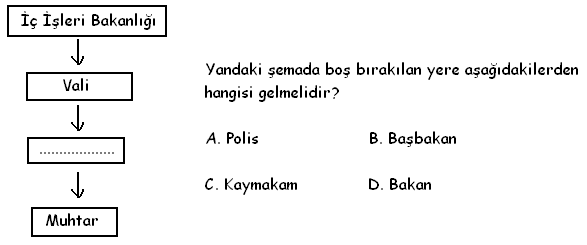 İç İşleri Bakanlığı
Vali
...................
Muhtar
Yandaki şemada boş bırakılan yere aşağıdakilerden
hangisi gelmelidir?
A. Polis
B. Başbakan
C. Kaymakam
D. Bakan